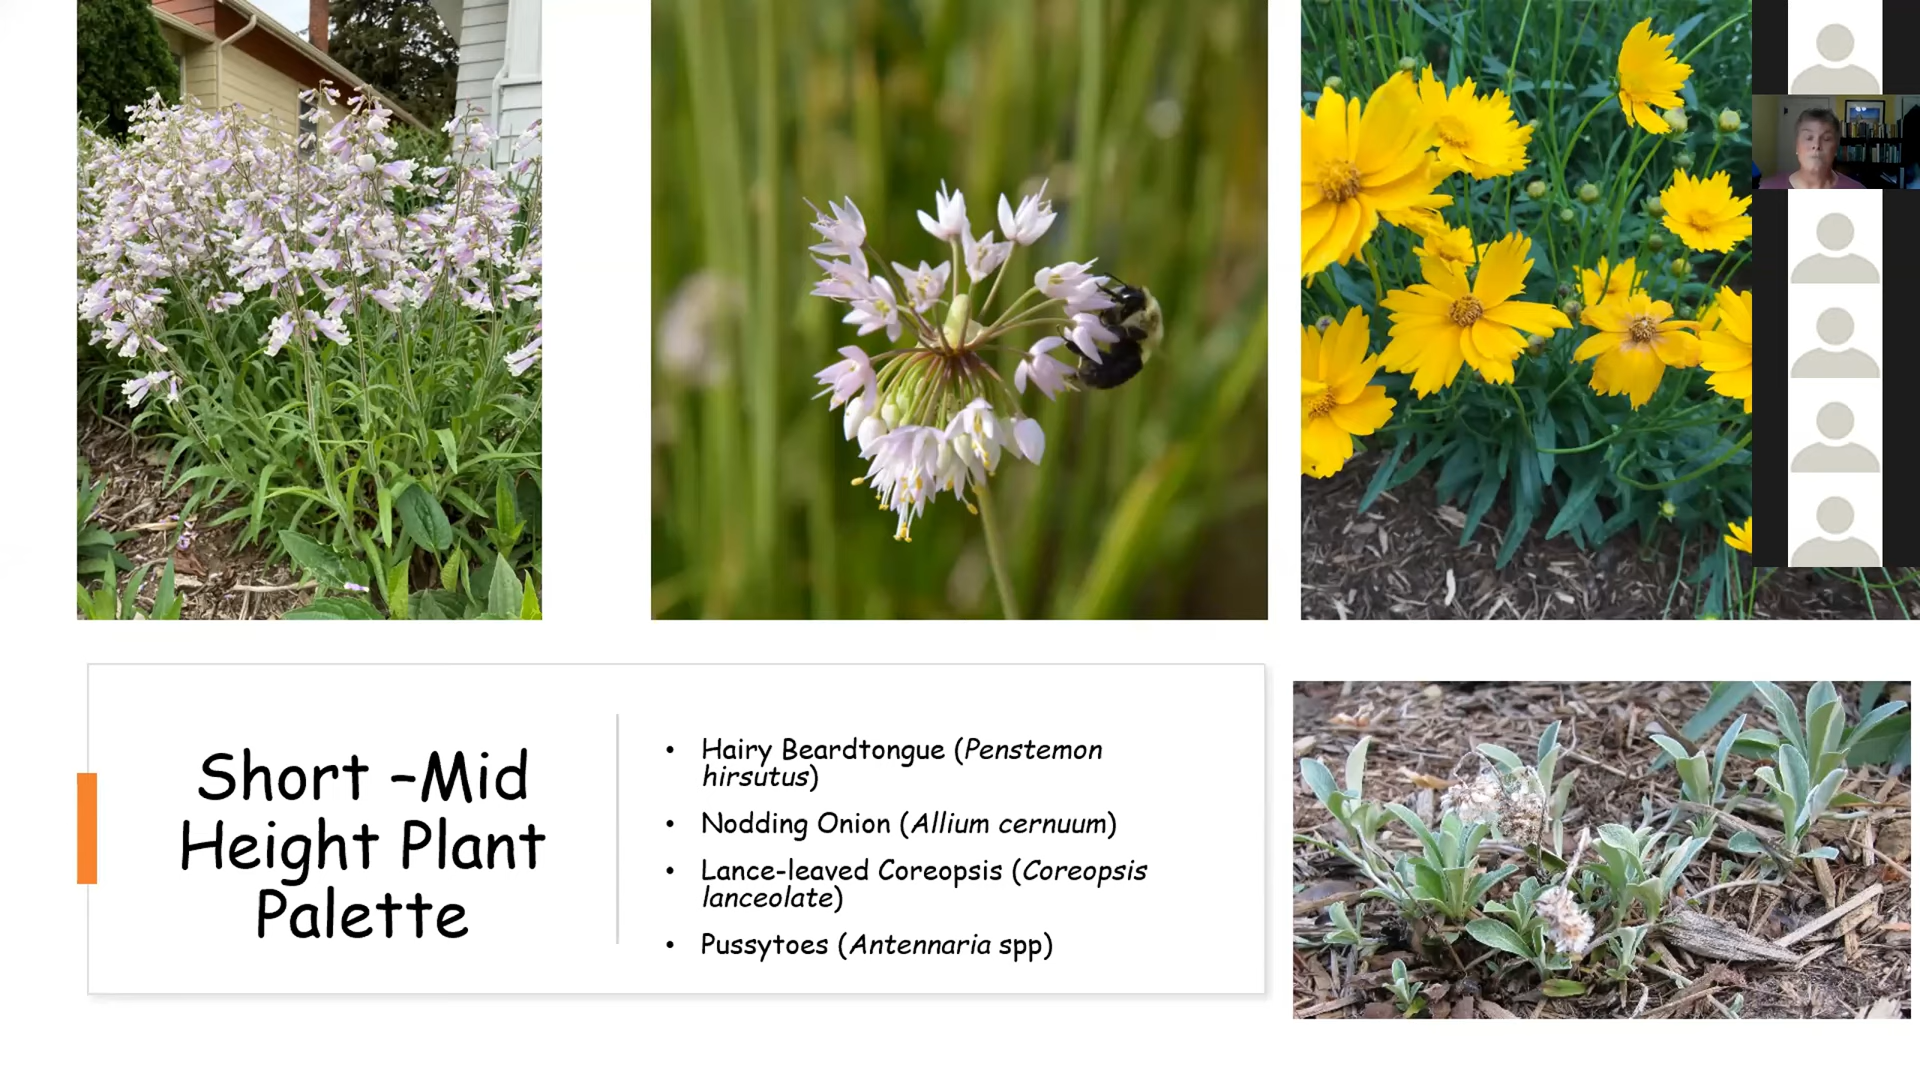 Short –Mid
Height Plant
Palette
• Hairy Beardtongue (Penstemon
hirsutus)
• Nodding Onion (Allium cernuum)
• Lance-leaved Coreopsis (Coreopsis
lanceolate)
• Pussytoes (Antennaria spp)